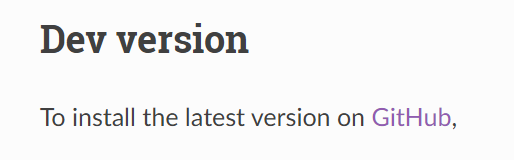 Dev version
To install the latest version on GitHub,